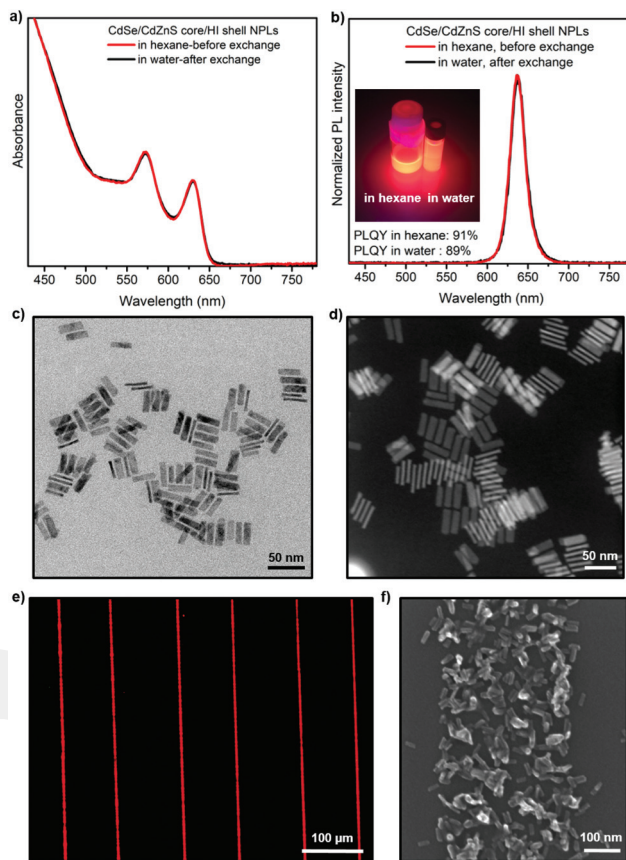 a)
CdSe/CdZnS core/HI shell NPLs
in hexane-before exchange
in water-after exchange
Absorbance
450 500 550 600 650 700 750
Wavelength (nm)
b)
CdSe/CdZnS core/HI shell NPLs
in hexane, before exchange
in water, after exchange
Normalized PL intensity
in hexane in water
PLQY in hexane: 91%
PLQY in water : 89%
450 500 550 600 650 700 750
Wavelength (nm)
c)
50 nm
d)
50 nm
e)
100 µm
f)
100 nm